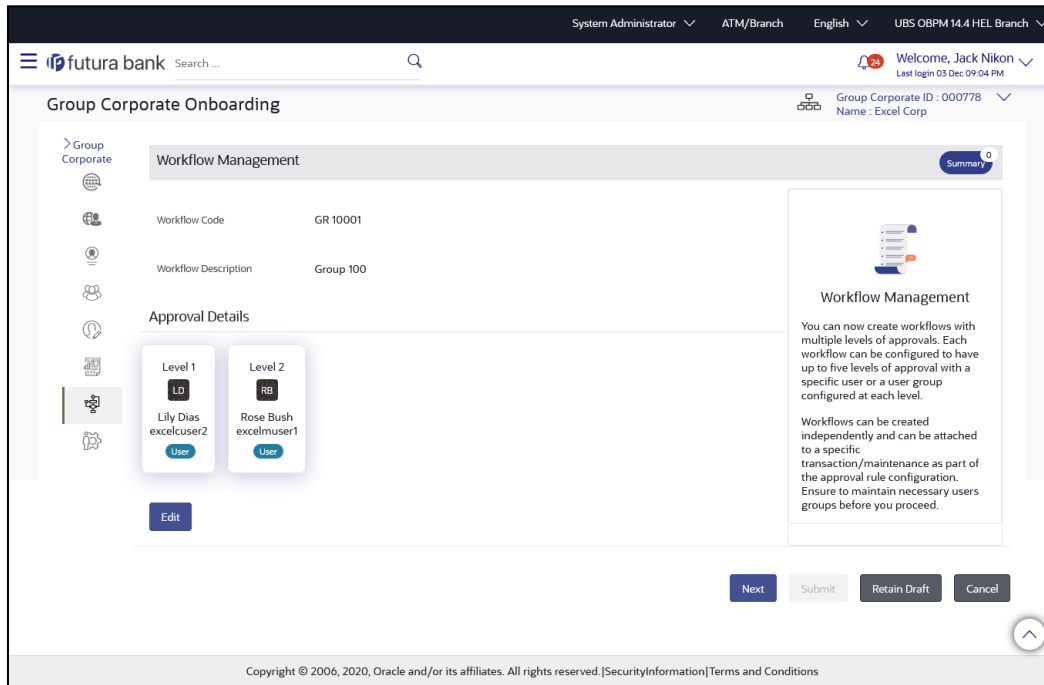 System Administrator ATM/Branch English UBS OBPM 14.4 HEL Branch
futura bank Search ... 24 Welcome, Jack Nikon
Last login 03 Dec 09:04 PM
Group Corporate Onboarding
Group Corporate ID : 000778
Name : Excel Corp
Group
Corporate
Workflow Management
Summary 0
Workflow Code GR 10001
Workflow Description Group 100
Approval Details
Level 1
LD
Lily Dias
excelcuser2
User
Level 2
RB
Rose Bush
excelmuser1
User
Edit
Workflow Management
You can now create workflows with
multiple levels of approvals. Each
workflow can be configured to have
up to five levels of approval with a
specific user or a user group
configured at each level.
Workflows can be created
independently and can be attached
to a specific
transaction/maintenance as part of
the approval rule configuration.
Ensure to maintain necessary users
groups before you proceed.
Next Submit Retain Draft Cancel
Copyright © 2006, 2020, Oracle and/or its affiliates. All rights reserved.|SecurityInformation|Terms and Conditions